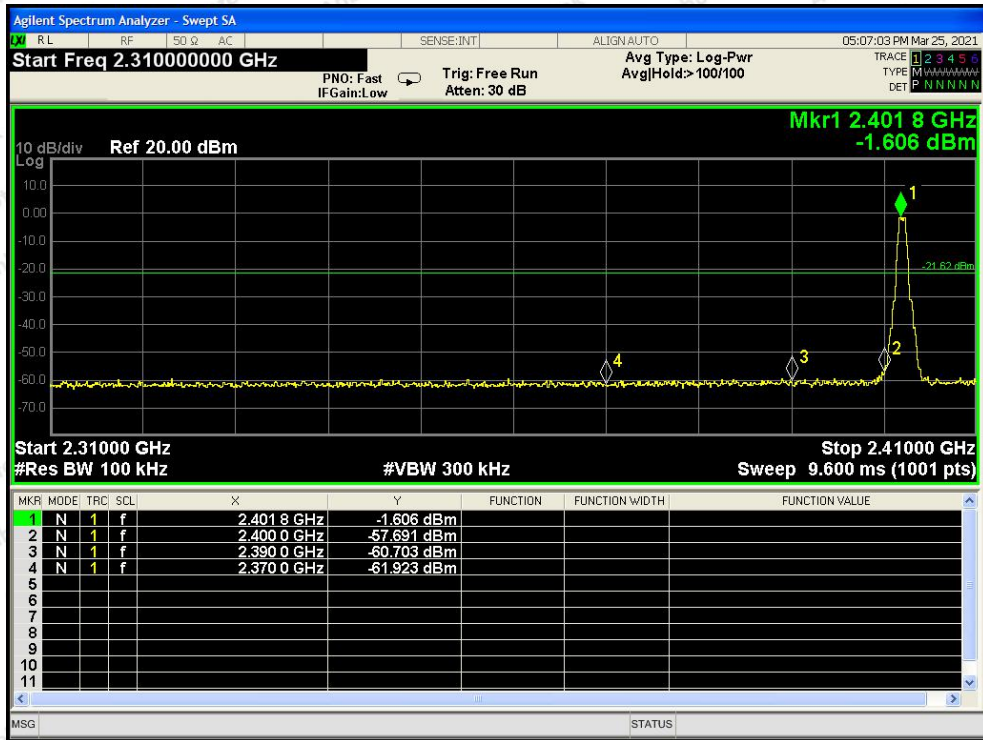 Agilent Spectrum Analyzer - Swept SA
LXI RL RF 50 Ω AC SENSE:INT ALIGN AUTO 05:07:03 PM Mar 25, 2021
Start Freq 2.310000000 GHz
PNO: Fast
IFGain:Low
Trig: Free Run
Atten: 30 dB
Avg Type: Log-Pwr
Avg|Hold:> 100/100
TRACE 1 2 3 4 5 6
TYPE M
DET P N N N N N
Mkr1 2.401 8 GHz
-1.606 dBm
10 dB/div Ref 20.00 dBm
Log
10.0
0.00
-10.0
-20.0
-30.0
-40.0
-50.0
-60.0
-70.0
1
-21.62 dBm
2
3
4
Start 2.31000 GHz Stop 2.41000 GHz
#Res BW 100 kHz #VBW 300 kHz Sweep 9.600 ms (1001 pts)
MKR MODE TRC SCL X Y FUNCTION FUNCTION WIDTH FUNCTION VALUE
1 N 1 f 2.401 8 GHz -1.606 dBm
2 N 1 f 2.400 0 GHz -57.691 dBm
3 N 1 f 2.390 0 GHz -60.703 dBm
4 N 1 f 2.370 0 GHz -61.923 dBm
5
6
7
8
9
10
11
MSG STATUS